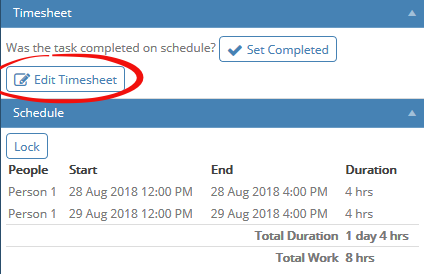 Timesheet
Was the task completed on schedule? Set Completed
Edit Timesheet
Schedule
Lock
People Start End Duration
Person 1 28 Aug 2018 12:00 PM 28 Aug 2018 4:00 PM 4 hrs
Person 1 29 Aug 2018 12:00 PM 29 Aug 2018 4:00 PM 4 hrs
Total Duration 1 day 4 hrs
Total Work 8 hrs